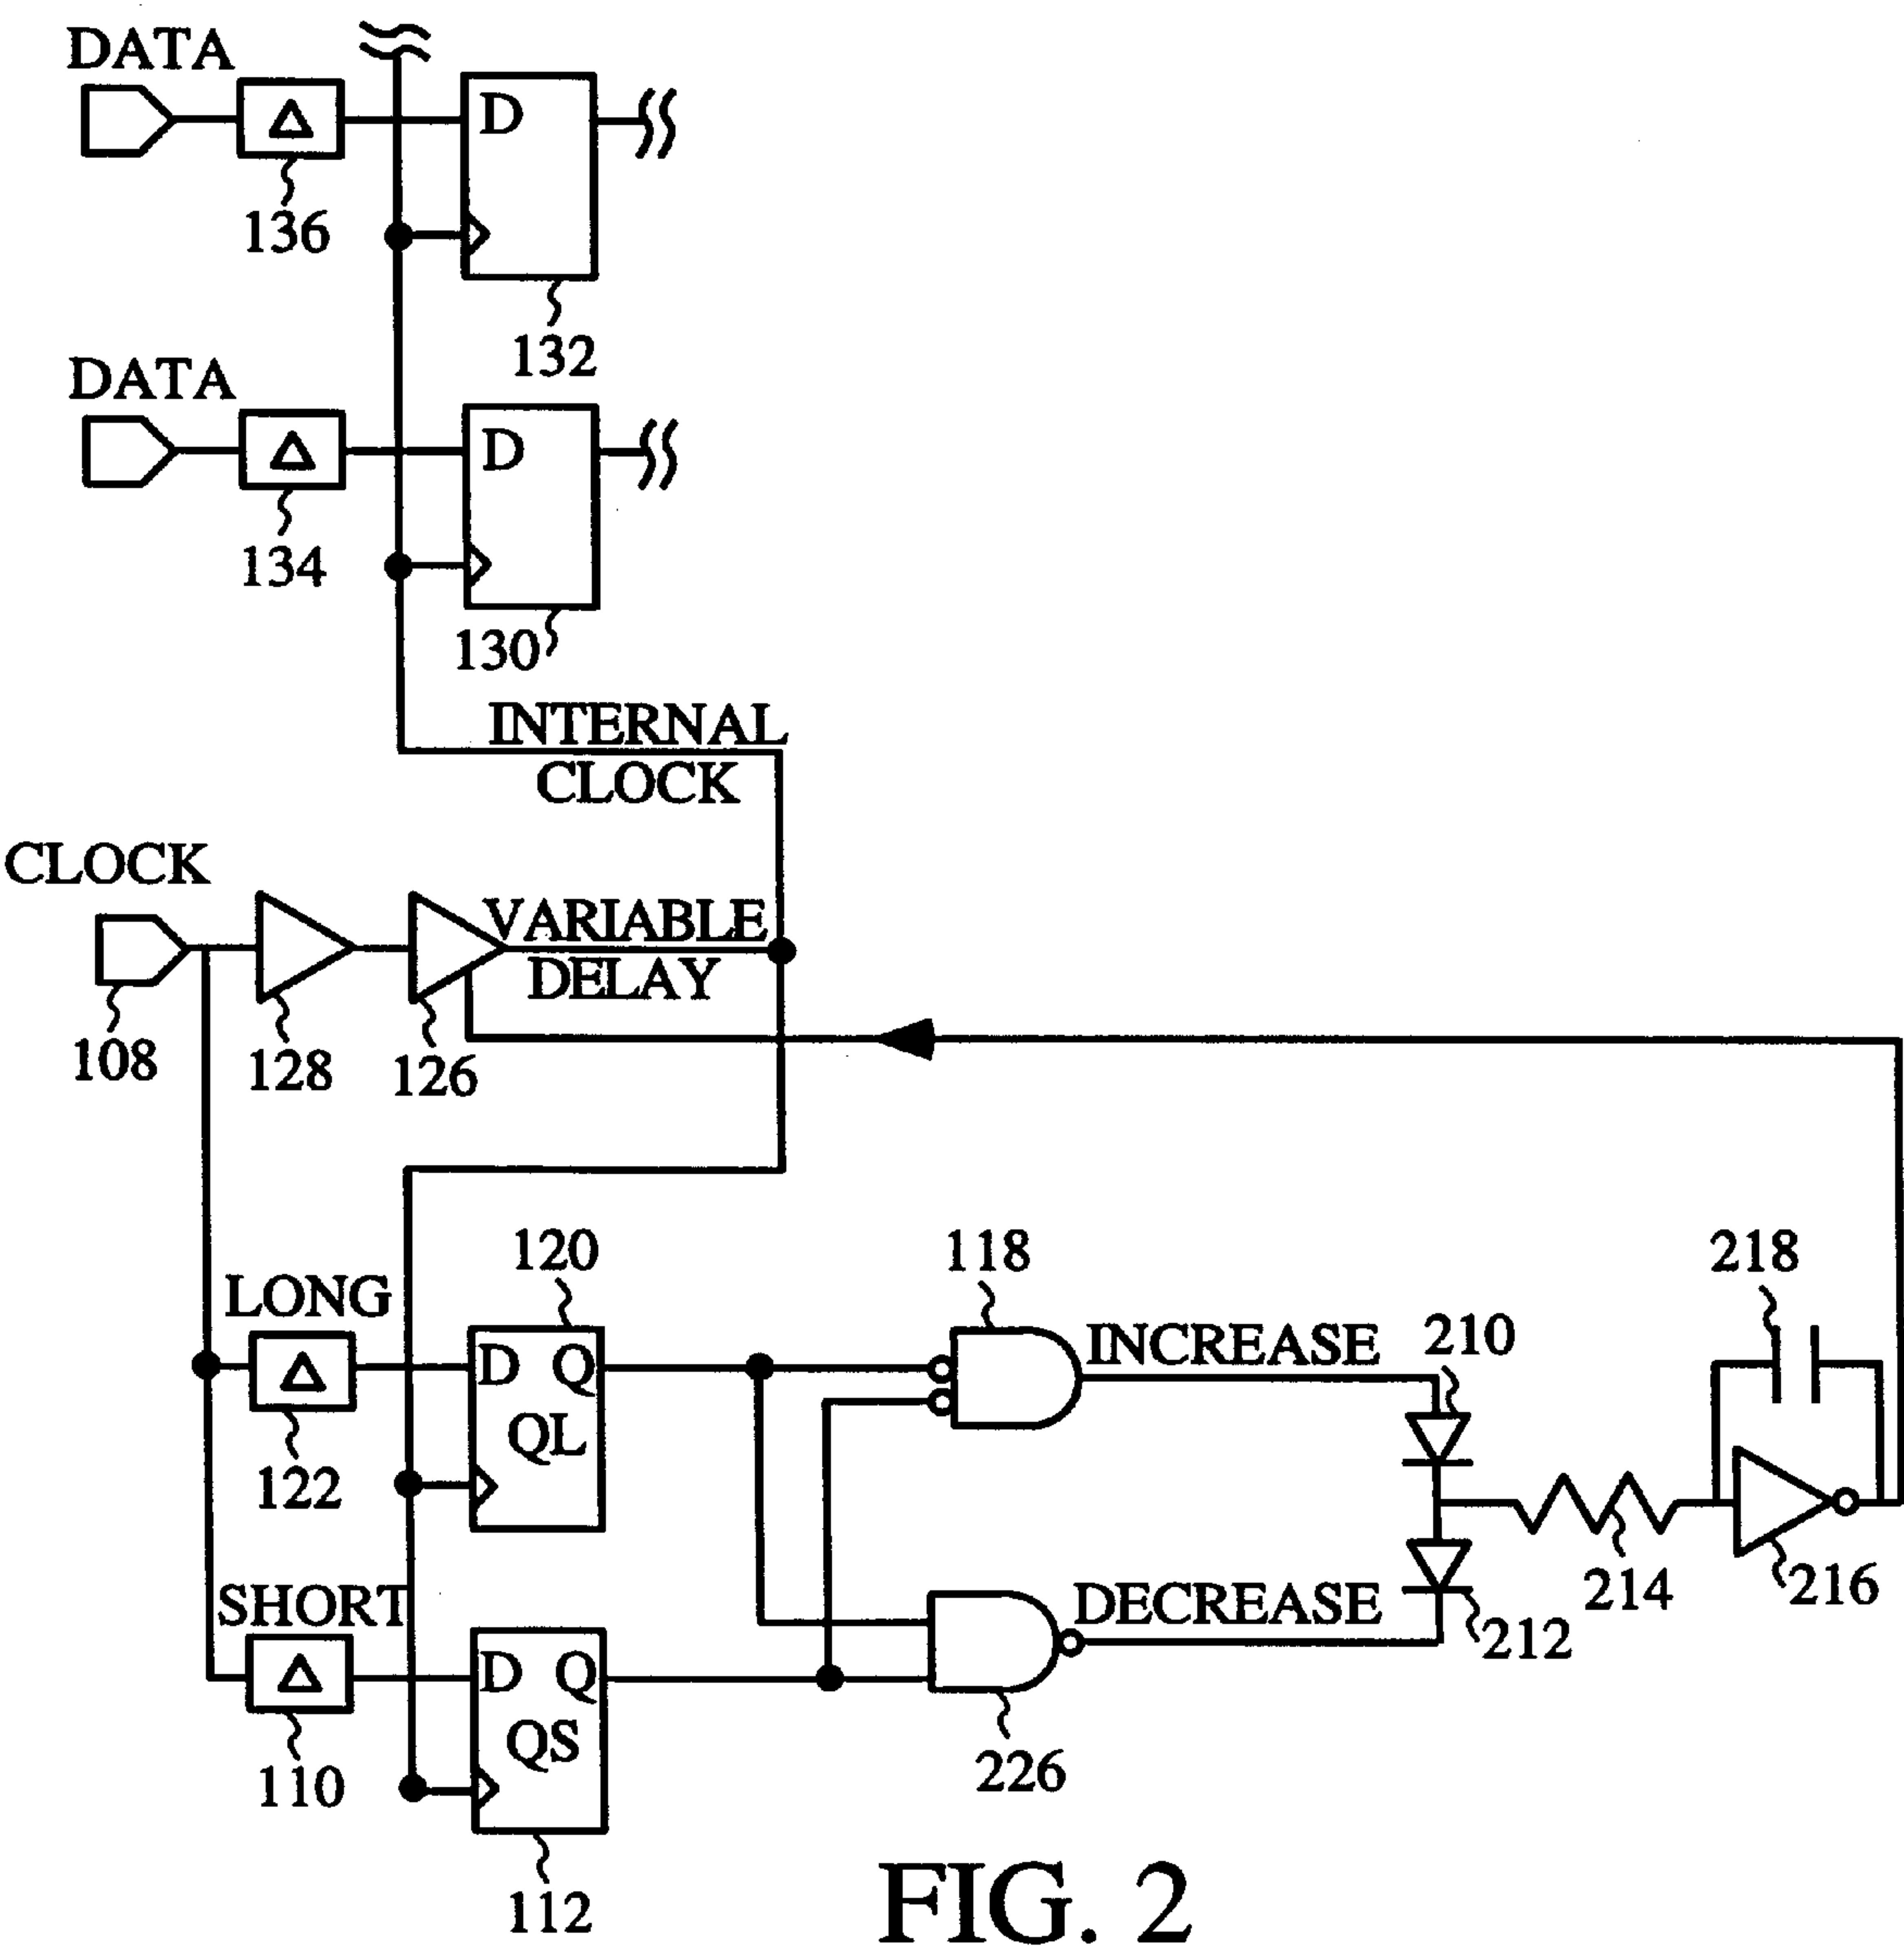 DATA
D
136
132
DATA
D
134
130
INTERNAL
CLOCK
CLOCK
VARIABLE
DELAY
108
128
126
120
118
218
LONG
INCREASE
210
D Q
QL
122
214
216
SHORT
DECREASE
212
D Q
QS
110
226
112
FIG. 2